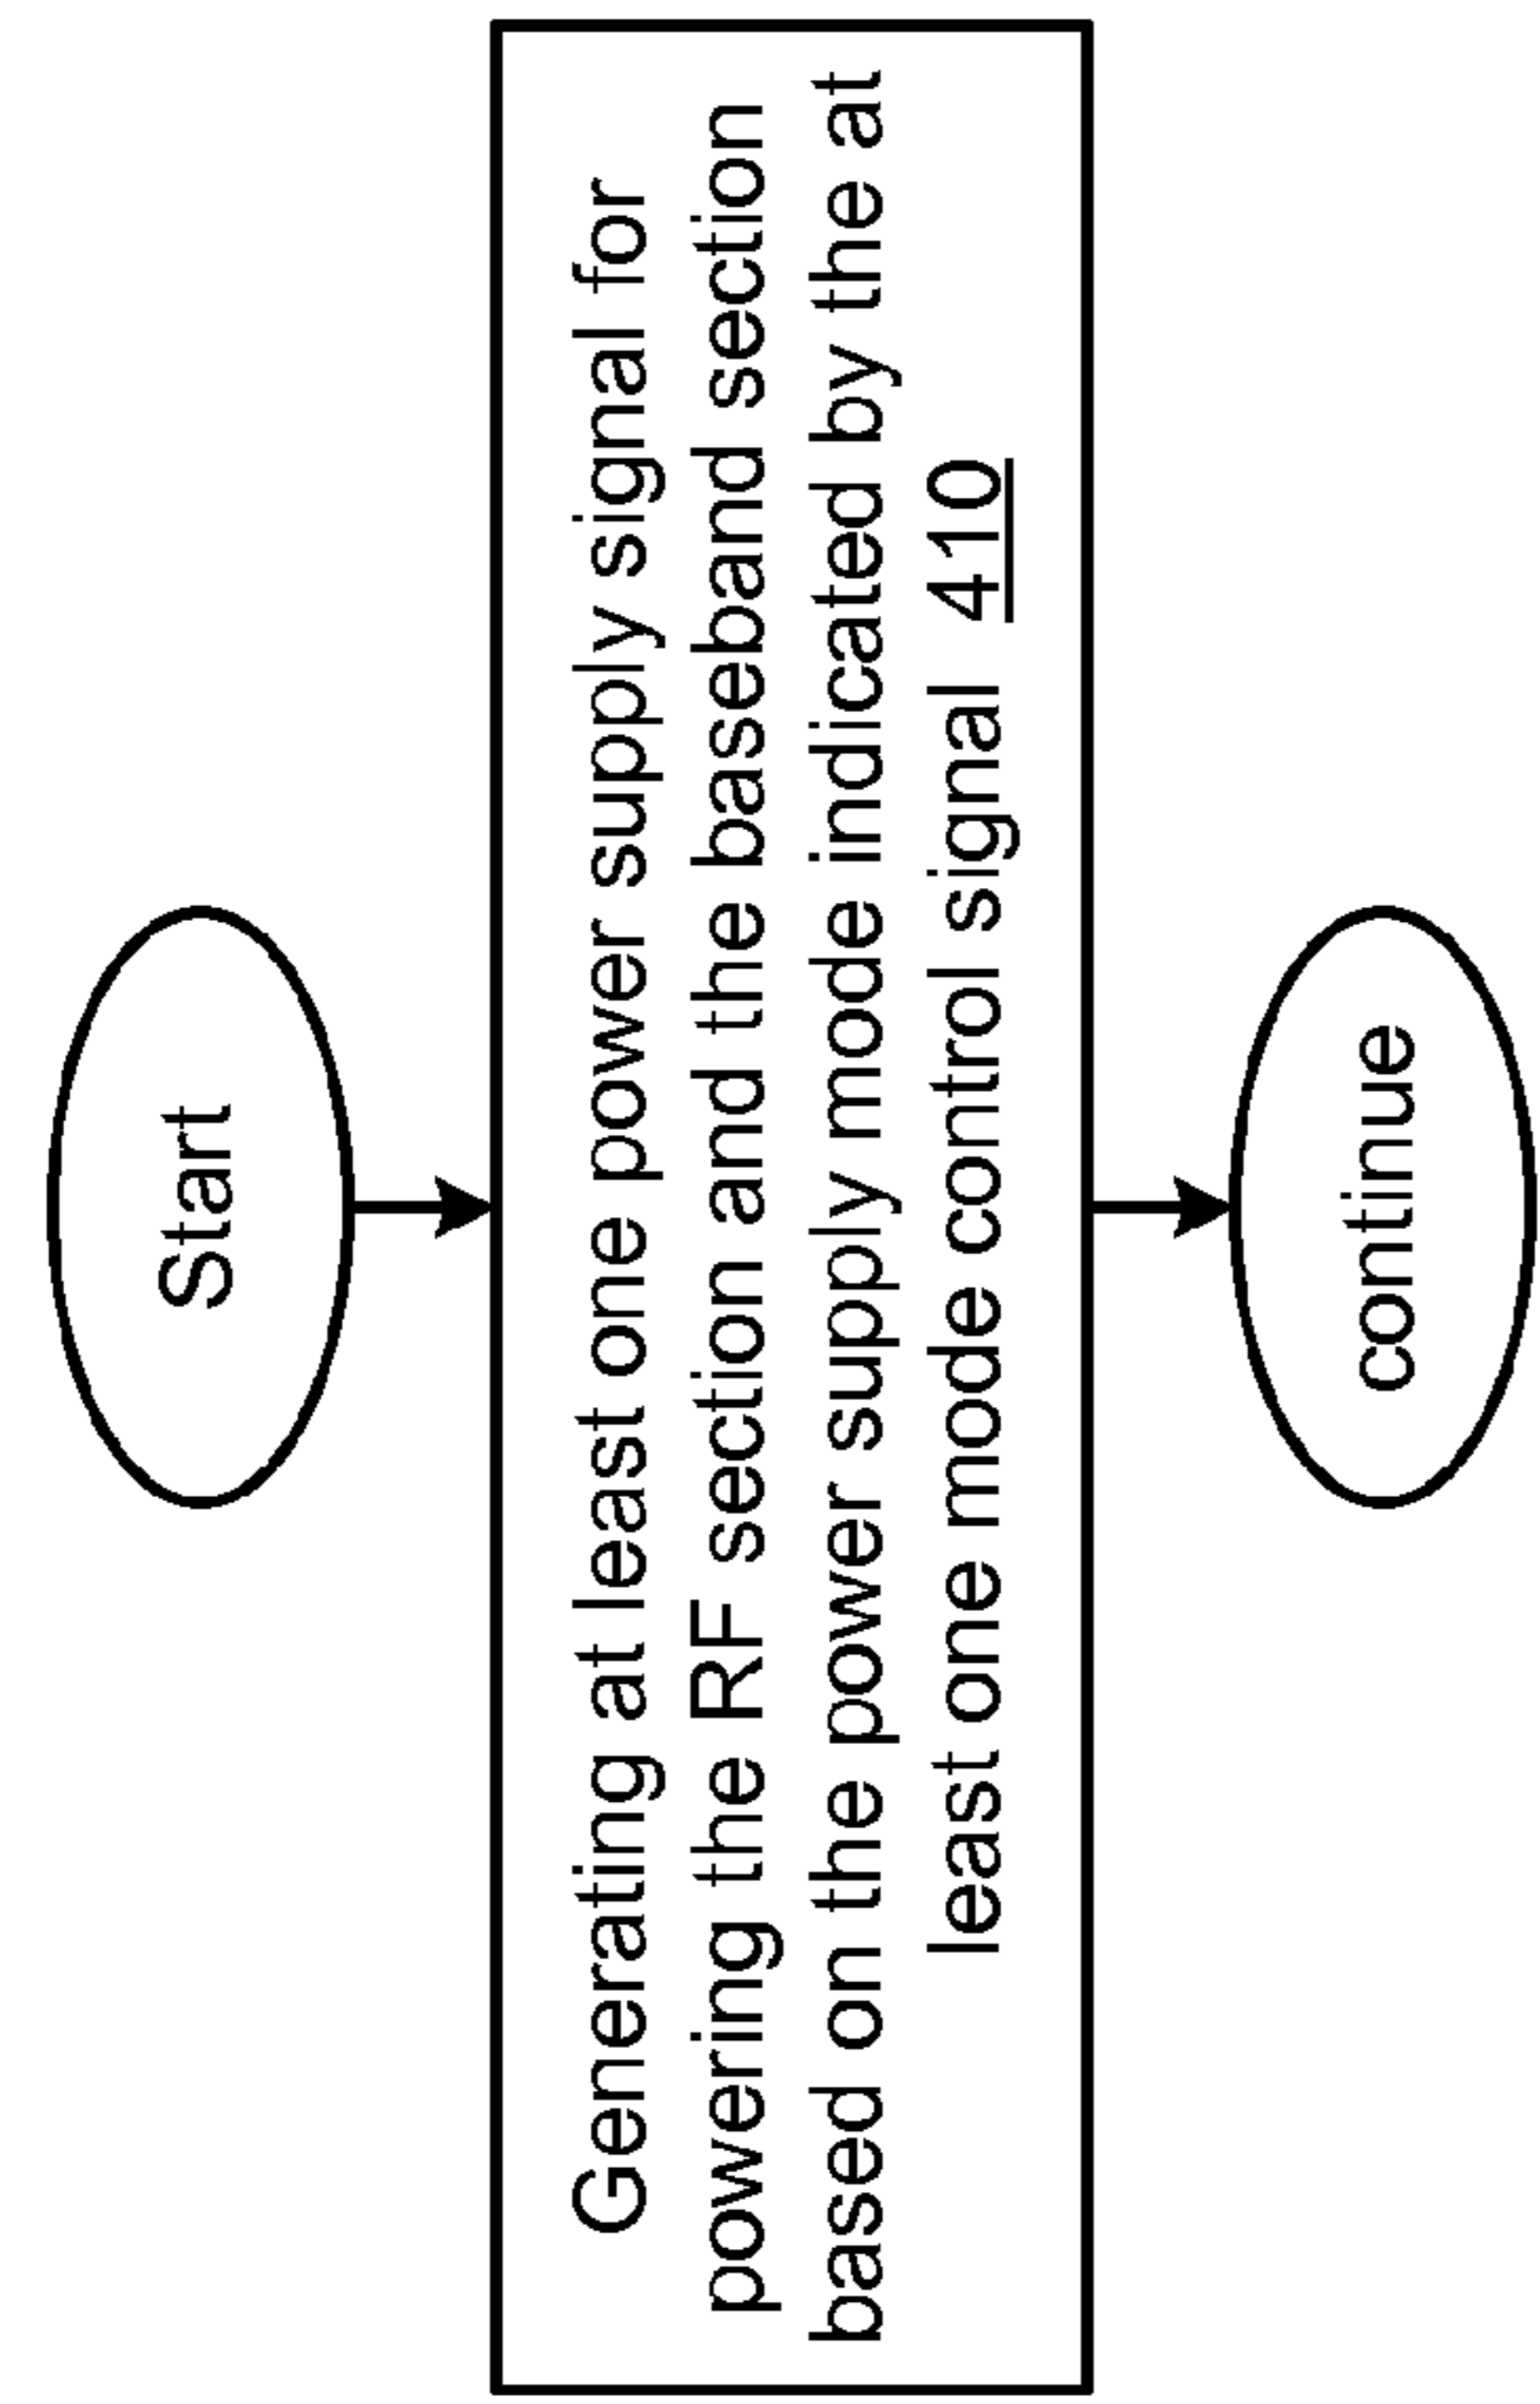 Start
Generating at least one power supply signal for
powering the RF section and the baseband section
based on the power supply mode indicated by the at
least one mode control signal 410
continue